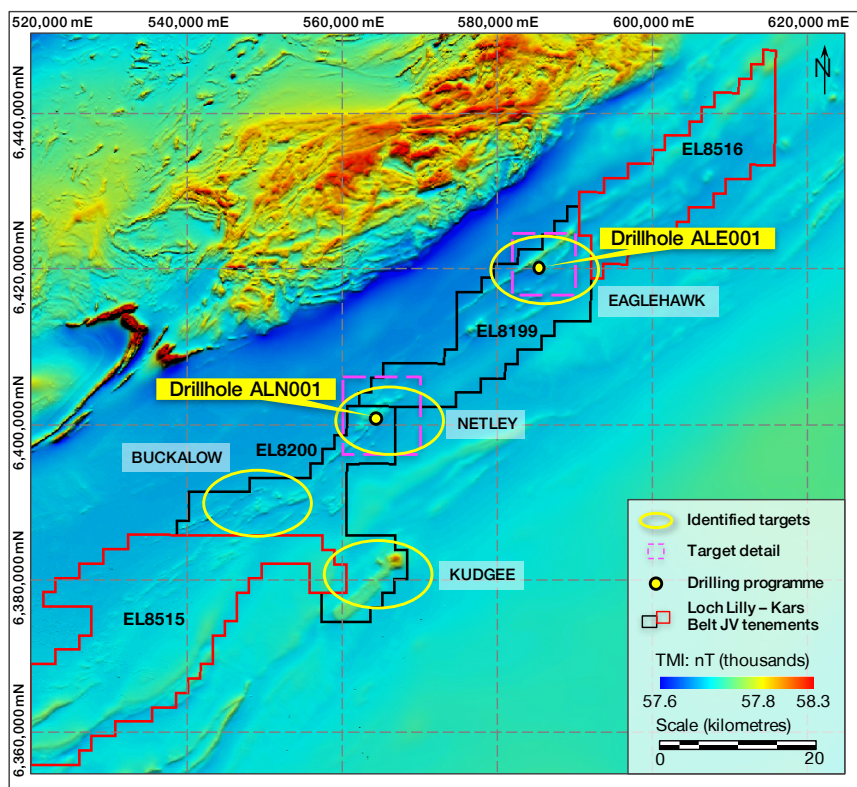 520,000 mE
540,000 mE
560,000 mE
580,000 mE
600,000 mE
620,000 mE
N
6,440,000 mN
EL8516
Drillhole ALE001
6,420,000 mN
EAGLEHAWK
EL8199
Drillhole ALN001
NETLEY
6,400,000 mN
EL8200
BUCKALOW
KUDGEE
6,380,000 mN
EL8515
6,360,000 mN
Identified targets
Target detail
Drilling programme
Loch Lilly – Kars
Belt JV tenements
TMI: nT (thousands)
57.6 57.8 58.3
Scale (kilometres)
0 20